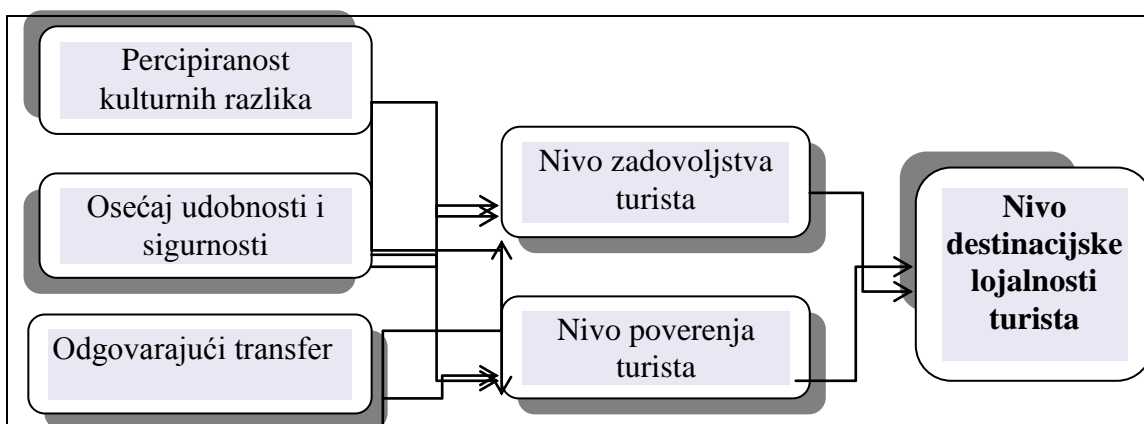 Percipiranost
kulturnih razlika
Osećaj udobnosti i
sigurnosti
Odgovarajući transfer
Nivo zadovoljstva
turista
Nivo poverenja
turista
Nivo
destinacijske
lojalnosti
turista